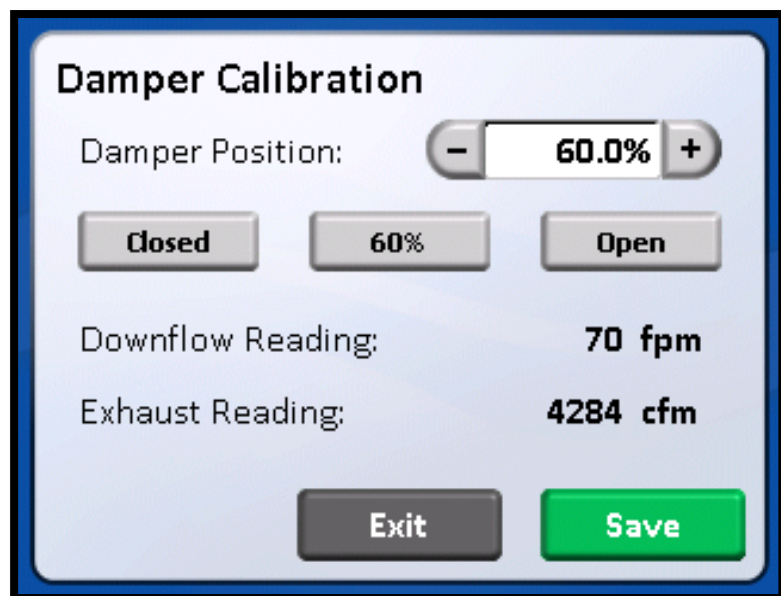 Damper Calibration
Damper Position: - 60.0% +
Closed 60% Open
Downflow Reading: 70 fpm
Exhaust Reading: 4284 cfm
Exit Save